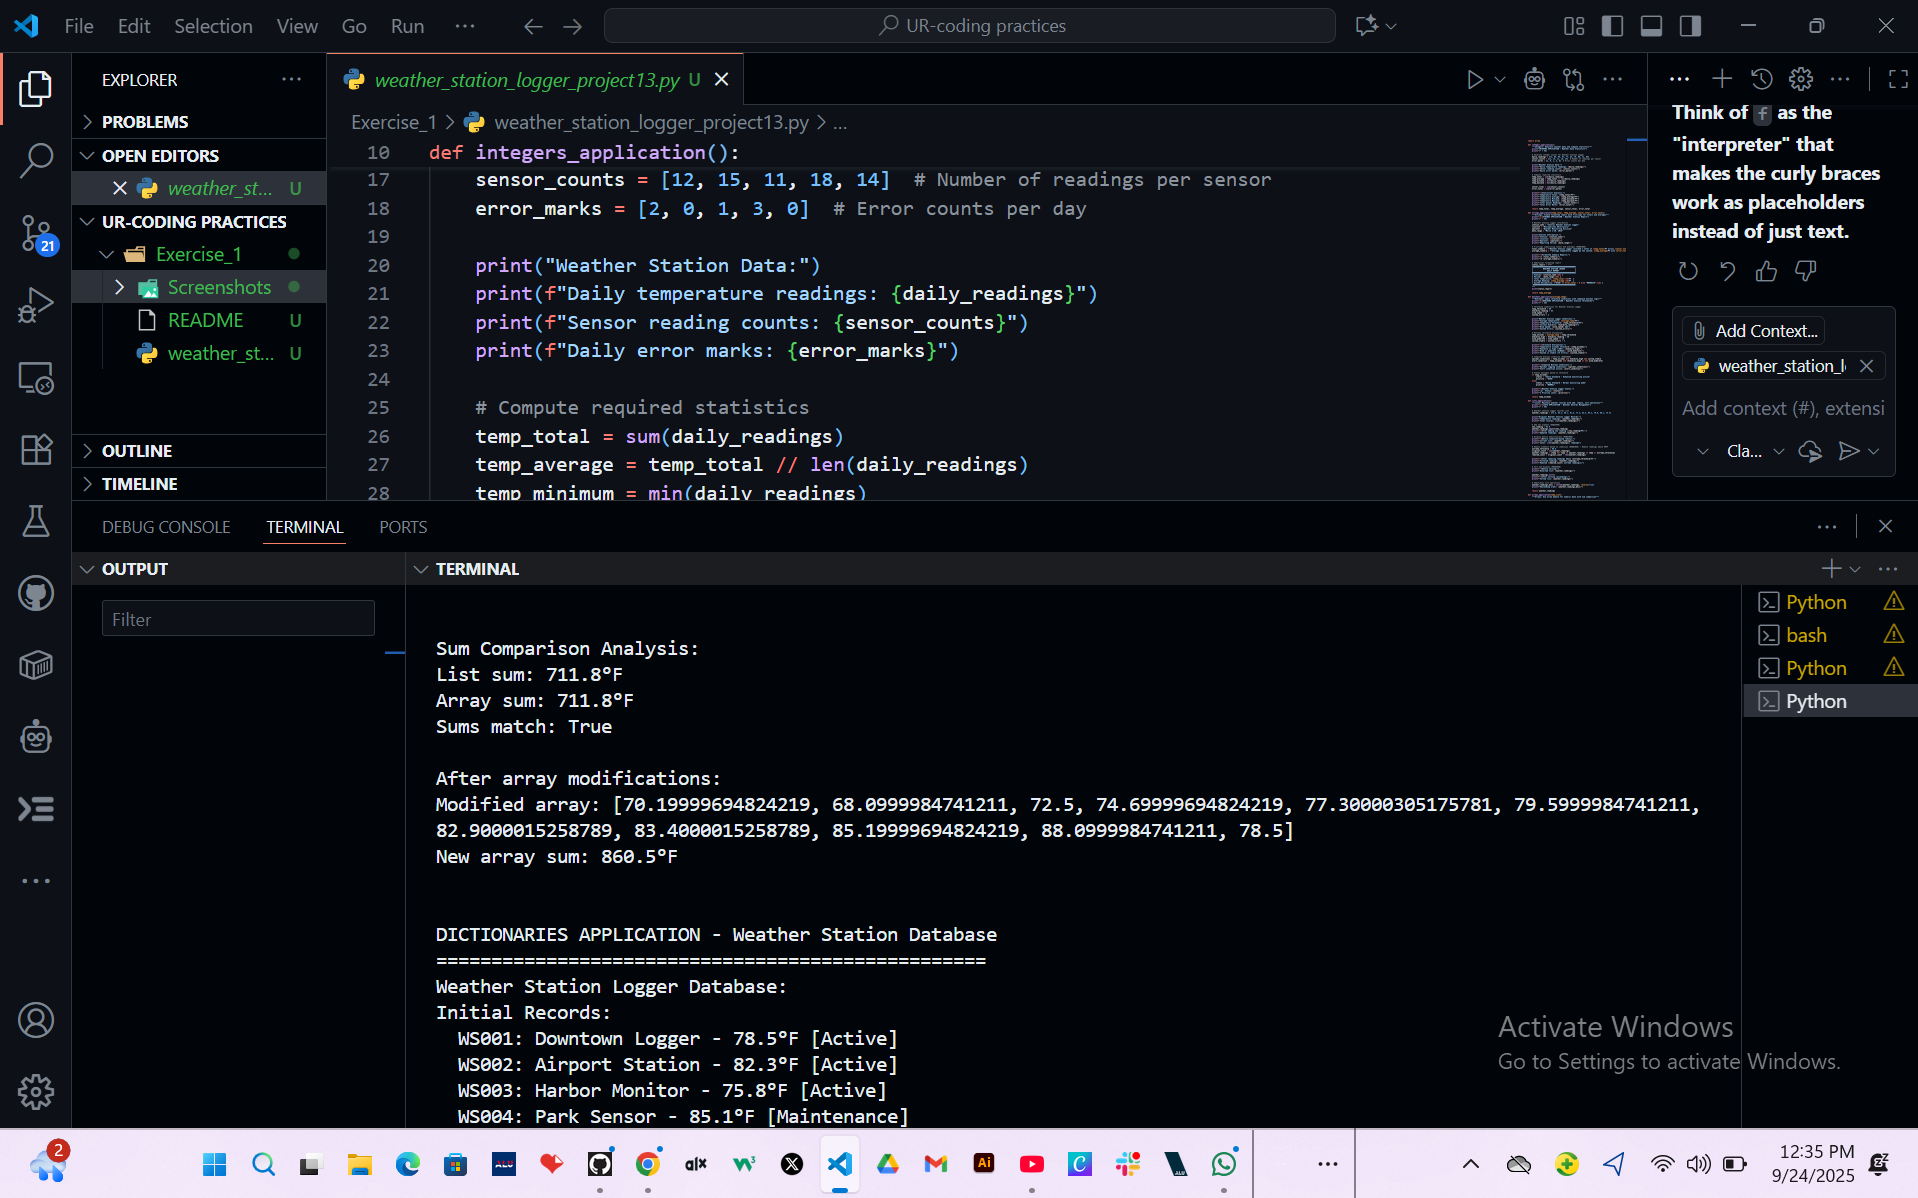 File Edit Selection View Go Run ···
UR-coding practices
EXPLORER
PROBLEMS
OPEN EDITORS
weather_st... U
UR-CODING PRACTICES
Exercise_1
Screenshots
README U
weather_st... U
OUTLINE
TIMELINE
21
weather_station_logger_project13.py U
Exercise_1 > weather_station_logger_project13.py > ...
10 def integers_application():
17 sensor_counts = [12, 15, 11, 18, 14] # Number of readings per sensor
18 error_marks = [2, 0, 1, 3, 0] # Error counts per day
19
20 print("Weather Station Data:")
21 print(f"Daily temperature readings: {daily_readings}")
22 print(f"Sensor reading counts: {sensor_counts}")
23 print(f"Daily error marks: {error_marks}")
24
25 # Compute required statistics
26 temp_total = sum(daily_readings)
27 temp_average = temp_total // len(daily_readings)
28 temp_minimum = min(daily_readings)
Think of f as the
"interpreter" that
makes the curly braces
work as placeholders
instead of just text.
Add Context...
weather_station_l
Add context (#), extensi
Cla...
DEBUG CONSOLE TERMINAL PORTS
OUTPUT
Filter
TERMINAL
Sum Comparison Analysis:
List sum: 711.8°F
Array sum: 711.8°F
Sums match: True
After array modifications:
Modified array: [70.19999694824219, 68.0999984741211, 72.5, 74.69999694824219, 77.30000305175781, 79.5999984741211,
82.9000015258789, 83.4000015258789, 85.19999694824219, 88.0999984741211, 78.5]
New array sum: 860.5°F
DICTIONARIES APPLICATION - Weather Station Database
==================================================
Weather Station Logger Database:
Initial Records:
WS001: Downtown Logger - 78.5°F [Active]
WS002: Airport Station - 82.3°F [Active]
WS003: Harbor Monitor - 75.8°F [Active]
WS004: Park Sensor - 85.1°F [Maintenance]
Python
bash
Python
Python
Activate Windows
Go to Settings to activate Windows.
2
ALU
alx
W3
Ai
C
12:35 PM
9/24/2025